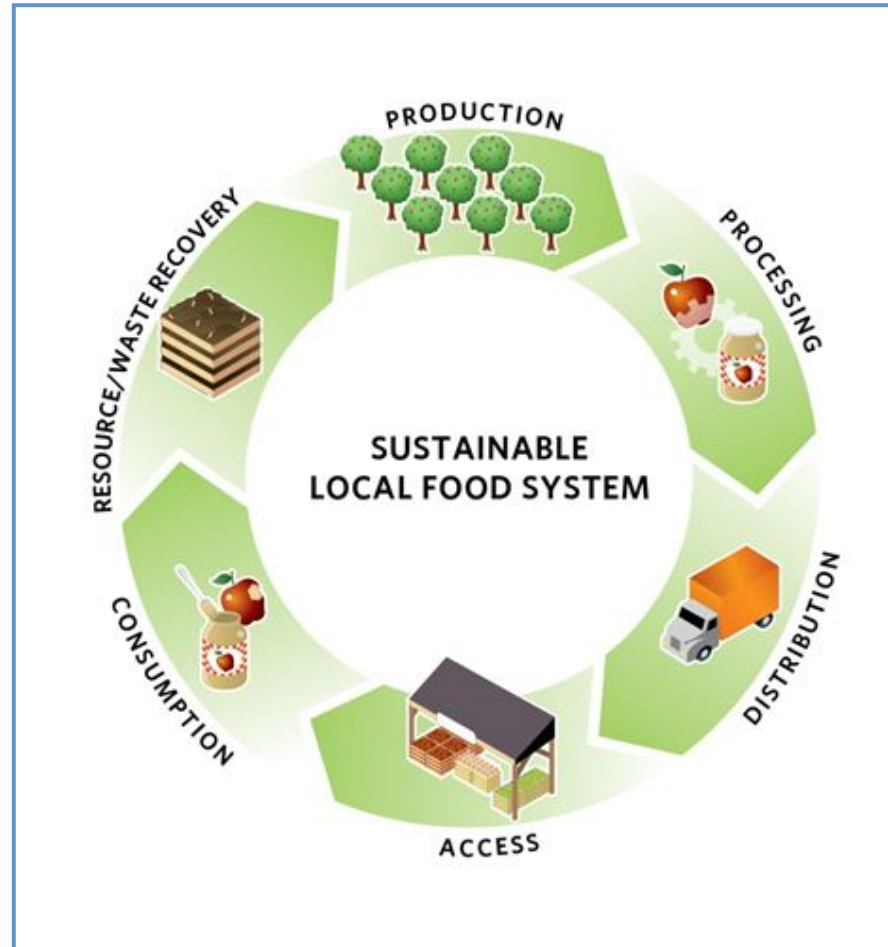 PRODUCTION
PROCESSING
DISTRIBUTION
ACCESS
CONSUMPTION
RESOURCE/WASTE RECOVERY
SUSTAINABLE
LOCAL FOOD SYSTEM